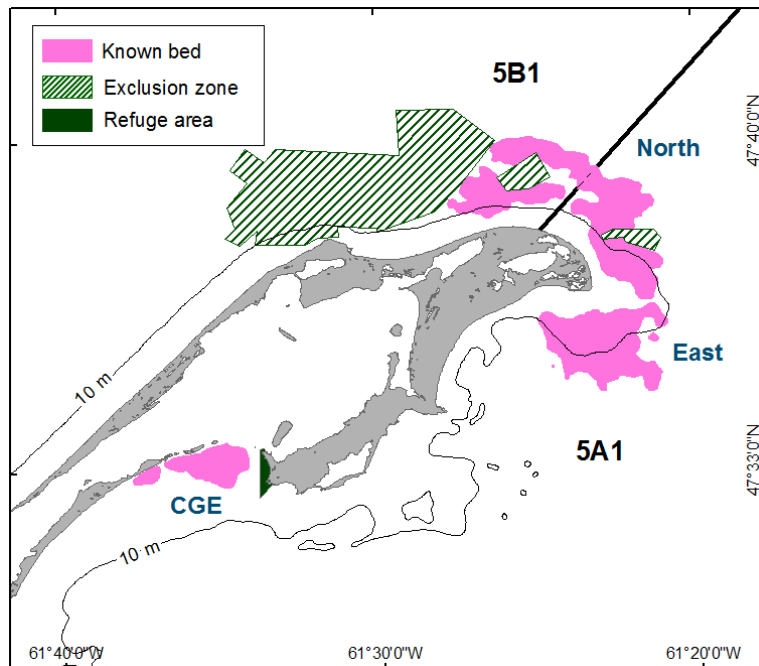 Known bed
Exclusion zone
Refuge area
5B1
North
47°40'0"N
East
10 m
5A1
47°33'0"N
CGE
10 m
61°40'0"W
61°30'0"W
61°20'0"W